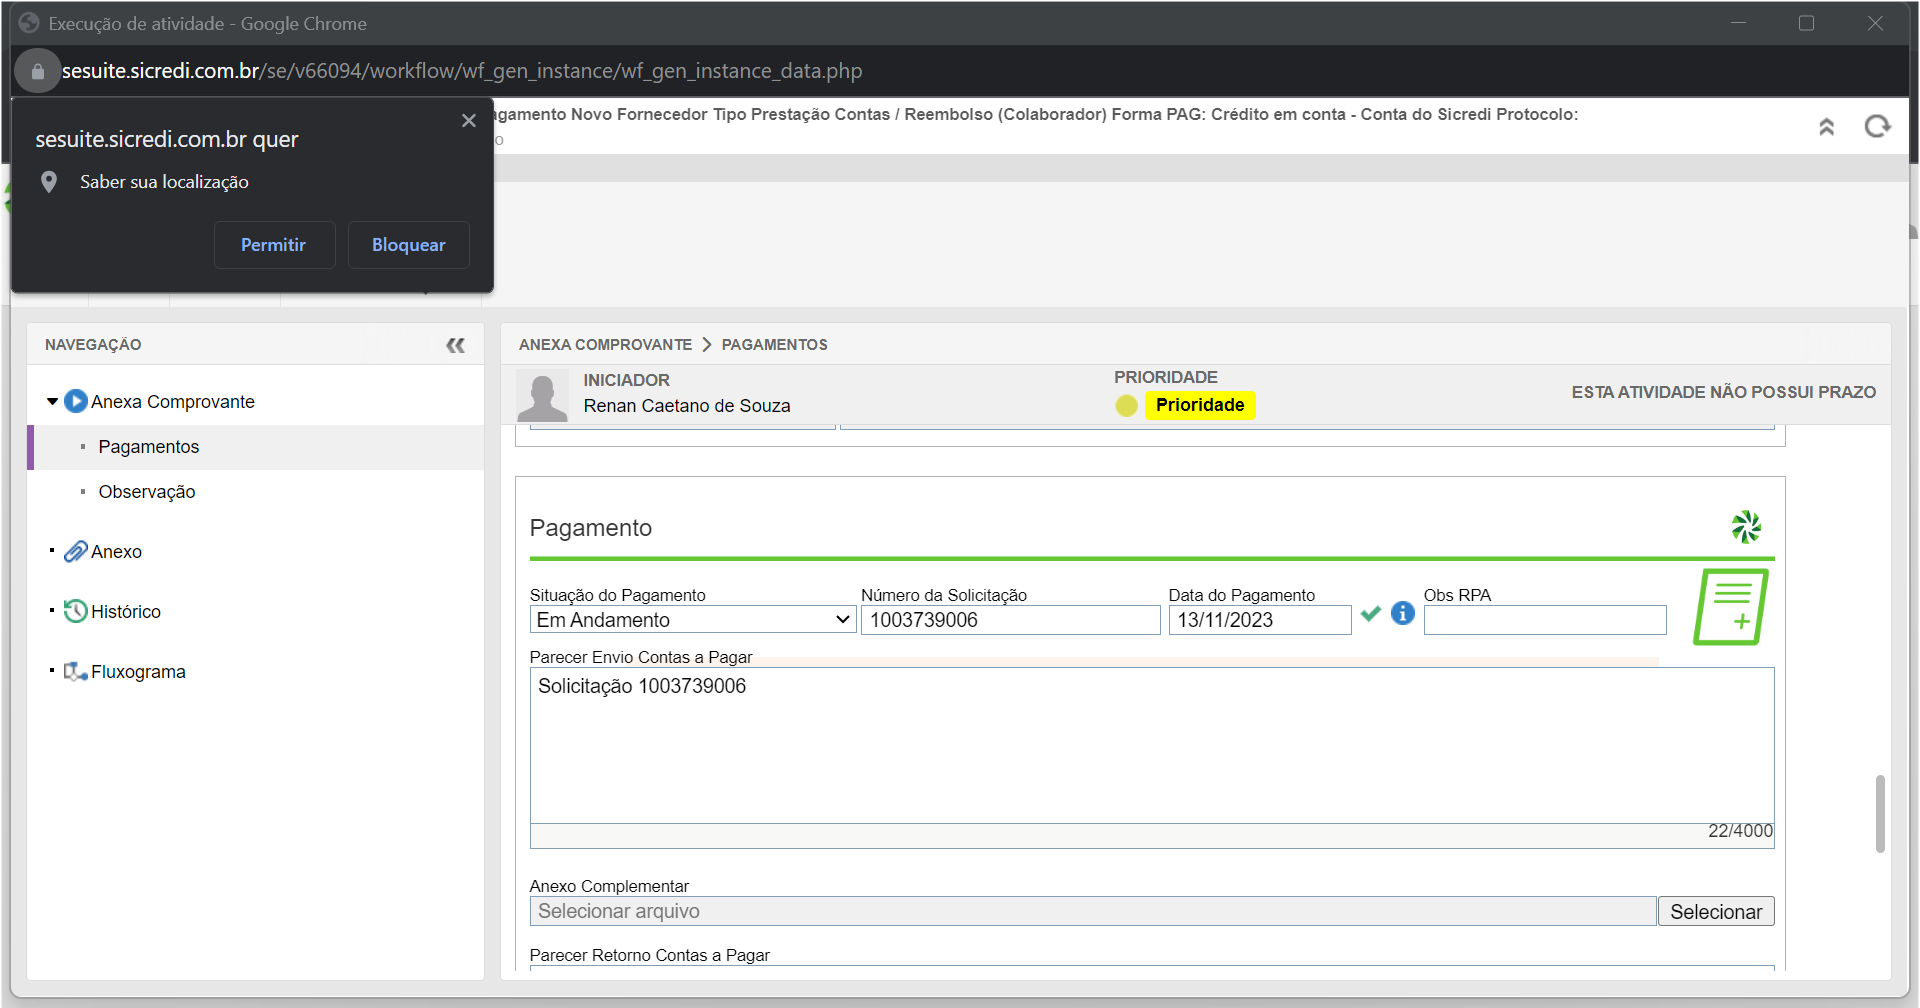 Execução de atividade - Google Chrome
sesuite.sicredi.com.br/se/v66094/workflow/wf_gen_instance/wf_gen_instance_data.php
sesuite.sicredi.com.br quer
Saber sua localização
Permitir
Bloquear
Novo Fornecedor Tipo Prestação Contas / Reembolso (Colaborador) Forma PAG: Crédito em conta - Conta do Sicredi Protocolo:
NAVEGAÇÃO
Anexa Comprovante
Pagamentos
Observação
Anexo
Histórico
Fluxograma
ANEXA COMPROVANTE > PAGAMENTOS
INICIADOR
Renan Caetano de Souza
PRIORIDADE
Prioridade
ESTA ATIVIDADE NÃO POSSUI PRAZO
Pagamento
Situação do Pagamento
Em Andamento
Número da Solicitação
1003739006
Data do Pagamento
13/11/2023
Obs RPA
Parecer Envio Contas a Pagar
Solicitação 1003739006
22/4000
Anexo Complementar
Selecionar arquivo
Selecionar
Parecer Retorno Contas a Pagar